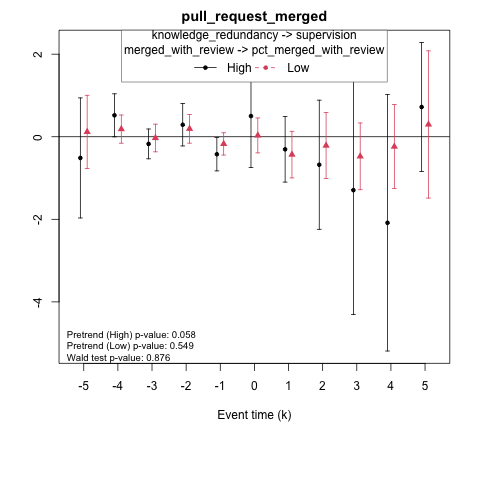 pull_request_merged
knowledge_redundancy -> supervision
merged_with_review -> pct_merged_with_review
High Low
2
0
-2
-4
Pretrend (High) p-value: 0.058
Pretrend (Low) p-value: 0.549
Wald test p-value: 0.876
-5 -4 -3 -2 -1 0 1 2 3 4 5
Event time (k)